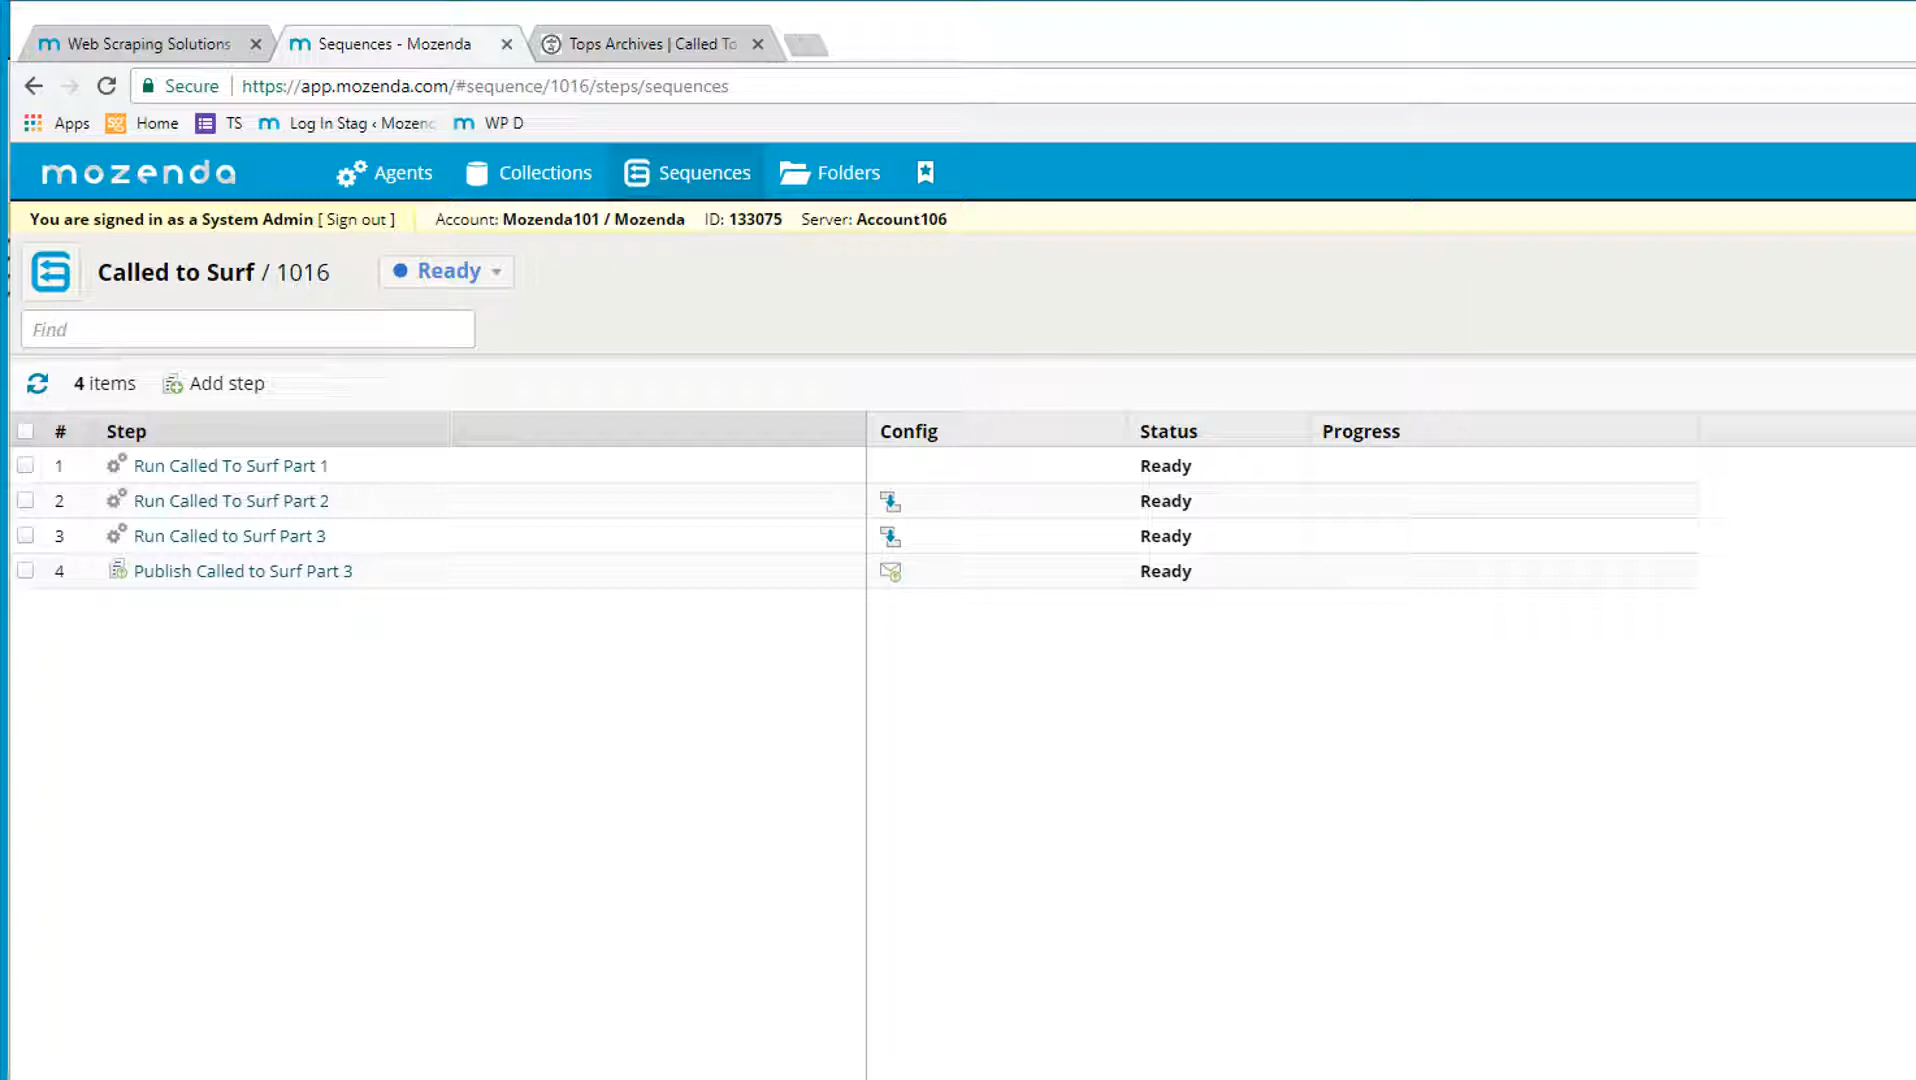 Web Scraping Solutions
Sequences - Mozenda
Tops Archives | Called To
Secure | https://app.mozenda.com/#sequence/1016/steps/sequences
Apps Home TS Log In Stag ‹ Mozenc WP D
mozenda Agents Collections Sequences Folders
You are signed in as a System Admin [ Sign out ] Account: Mozenda101 / Mozenda ID: 133075 Server: Account106
Called to Surf / 1016 Ready
Find
4 items Add step
# Step Config Status Progress
1 Run Called To Surf Part 1 Ready
2 Run Called To Surf Part 2 Ready
3 Run Called to Surf Part 3 Ready
4 Publish Called to Surf Part 3 Ready